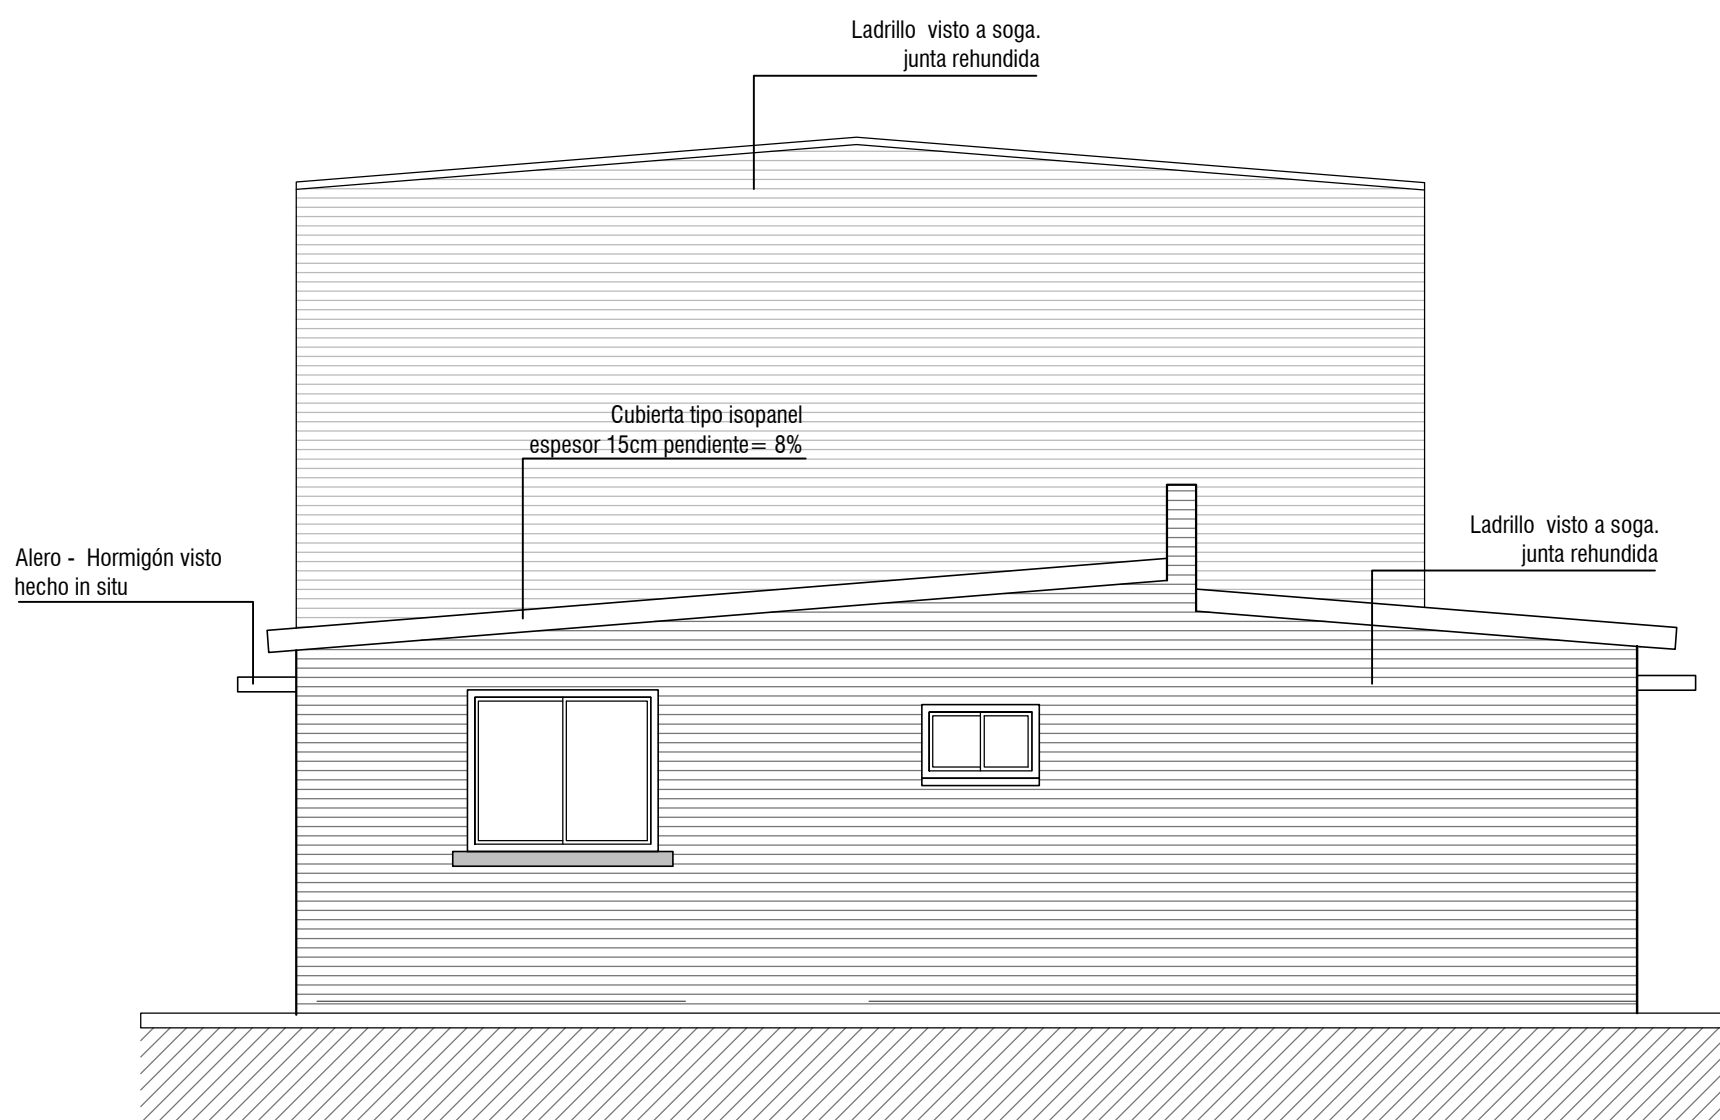 Ladrillo visto a soga.
junta rehundida
Cubierta tipo isopanel
espesor 15cm pendiente= 8%
Ladrillo visto a soga.
junta rehundida
Alero - Hormigón visto
hecho in situ